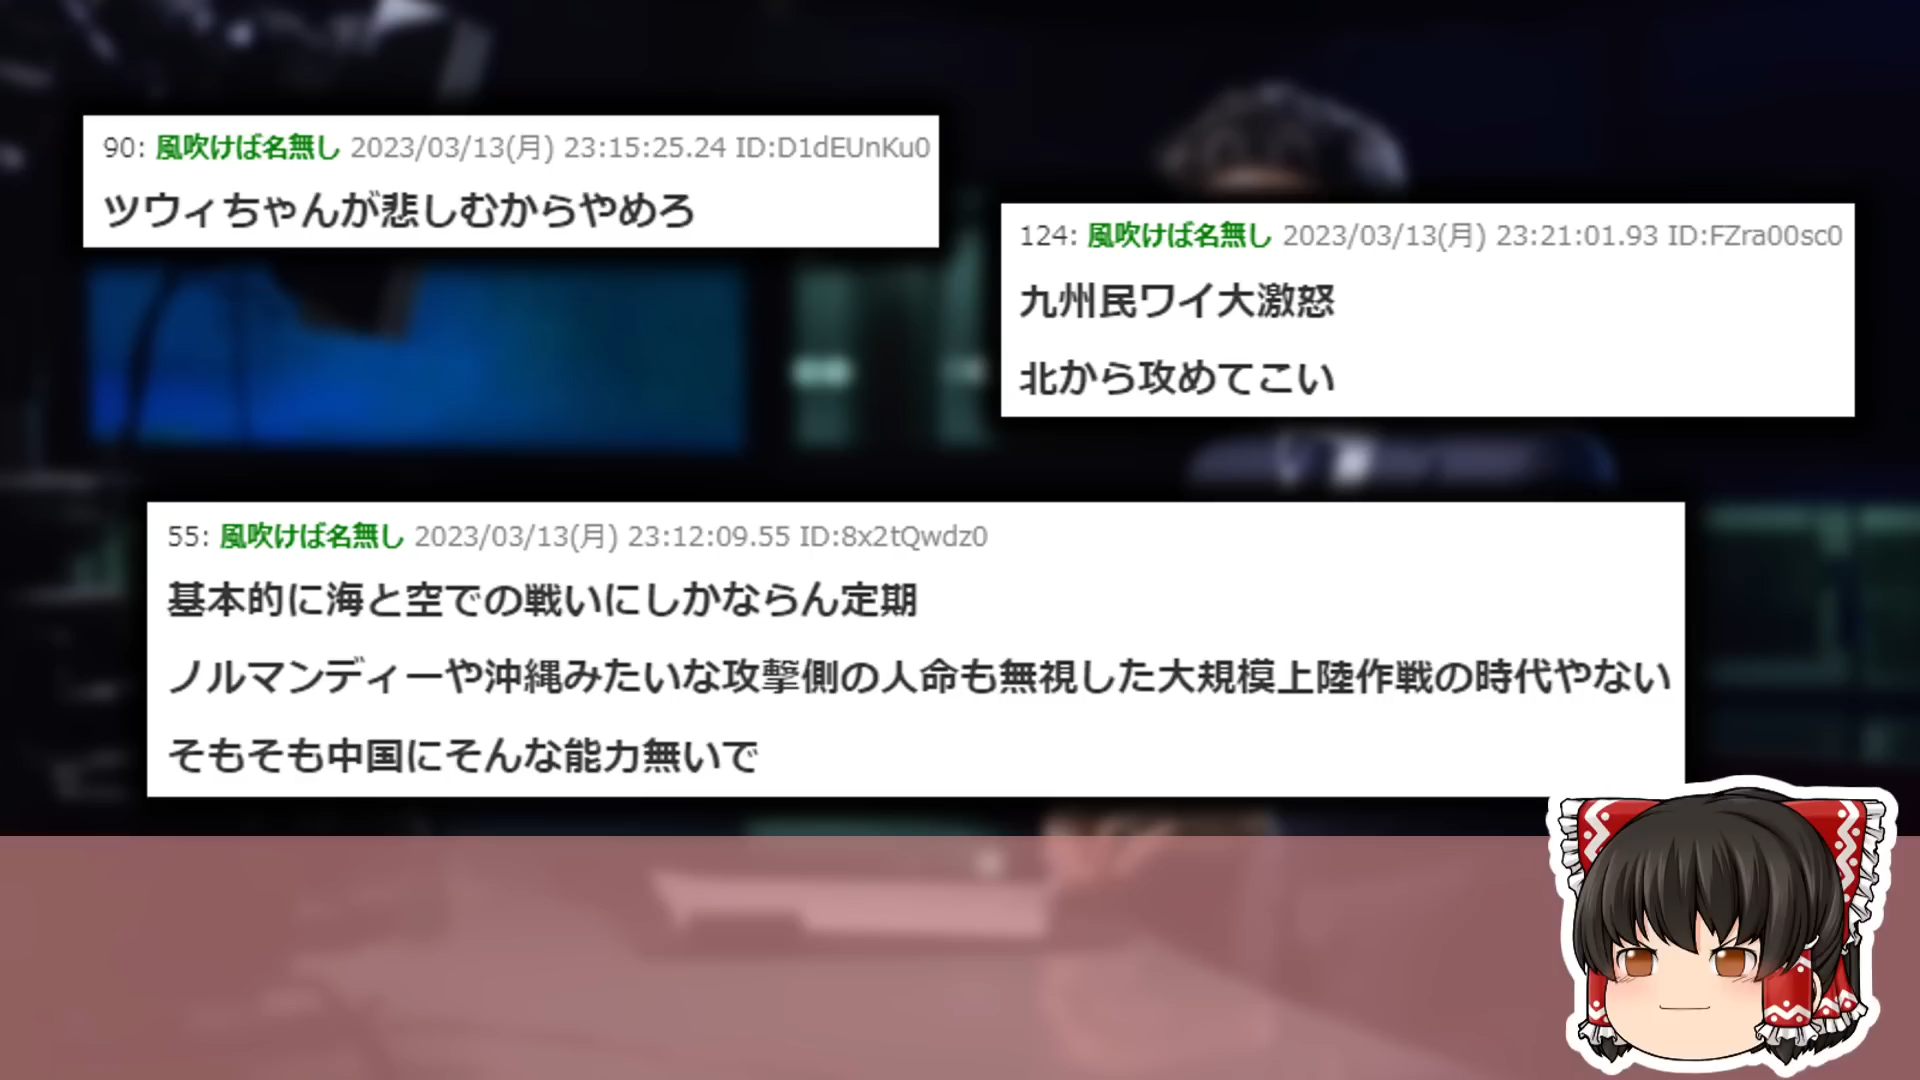 90: 風吹けば名無し 2023/03/13(月) 23:15:25.24 ID:D1dEUnKu0
ツウィちゃんが悲しむからやめろ
124: 風吹けば名無し 2023/03/13(月) 23:21:01.93 ID:FZra00sc0
九州民ワイ大激怒
北から攻めてこい
55: 風吹けば名無し 2023/03/13(月) 23:12:09.55 ID:8x2tQwdz0
基本的に海と空での戦いにしかならん定期
ノルマンディーや沖縄みたいな攻撃側の人命も無視した大規模上陸作戦の時代やない
そもそも中国にそんな能力無いで